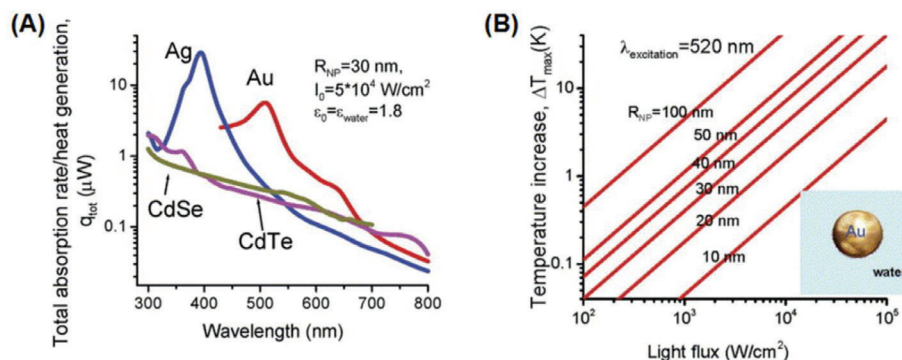 (A)
Total absorption rate/heat generation,
q_tot (μW)
10
1
0.1
Ag
Au
R_NP=30 nm,
I_0=5*10^4 W/cm^2
ε_0=ε_water=1.8
CdSe
CdTe
300 400 500 600 700 800
Wavelength (nm)
(B)
Temperature increase, ΔT_max(K)
10
1
0.1
λ_excitation=520 nm
R_NP=100 nm
50 nm
40 nm
30 nm
20 nm
10 nm
Au
water
10^2 10^3 10^4 10^5
Light flux (W/cm^2)